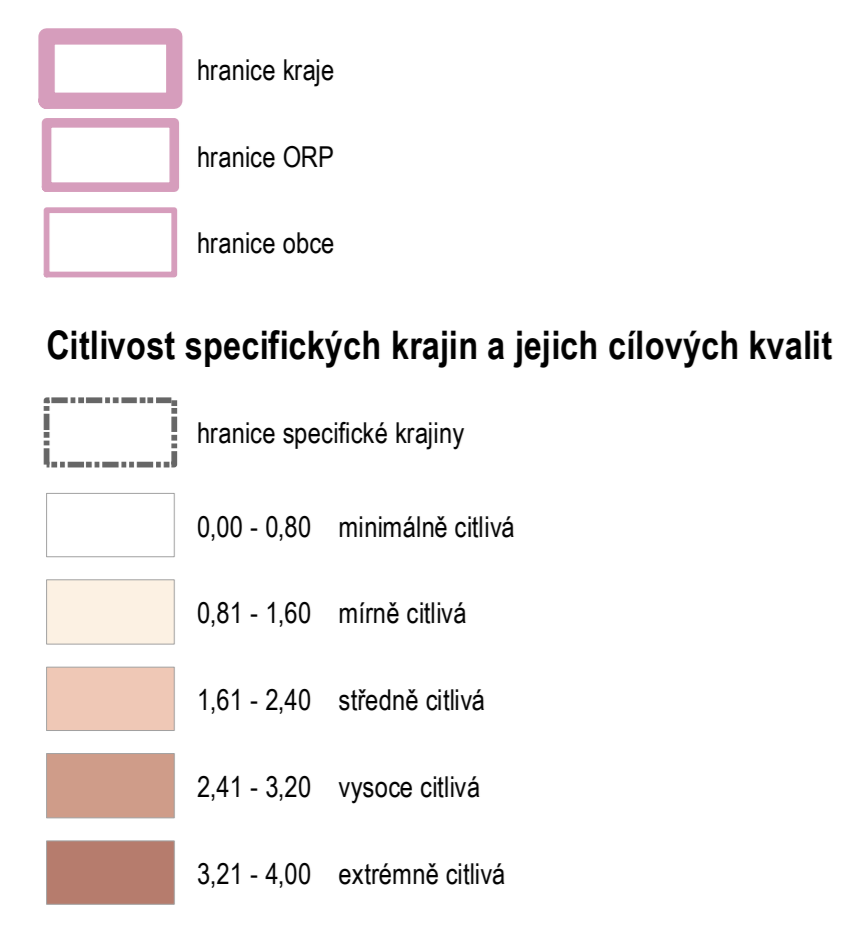 hranice kraje
hranice ORP
hranice obce
Citlivost specifických krajin a jejich cílových kvalit
hranice specifické krajiny
0,00 - 0,80 minimálně citlivá
0,81 - 1,60 mírně citlivá
1,61 - 2,40 středně citlivá
2,41 - 3,20 vysoce citlivá
3,21 - 4,00 extrémně citlivá